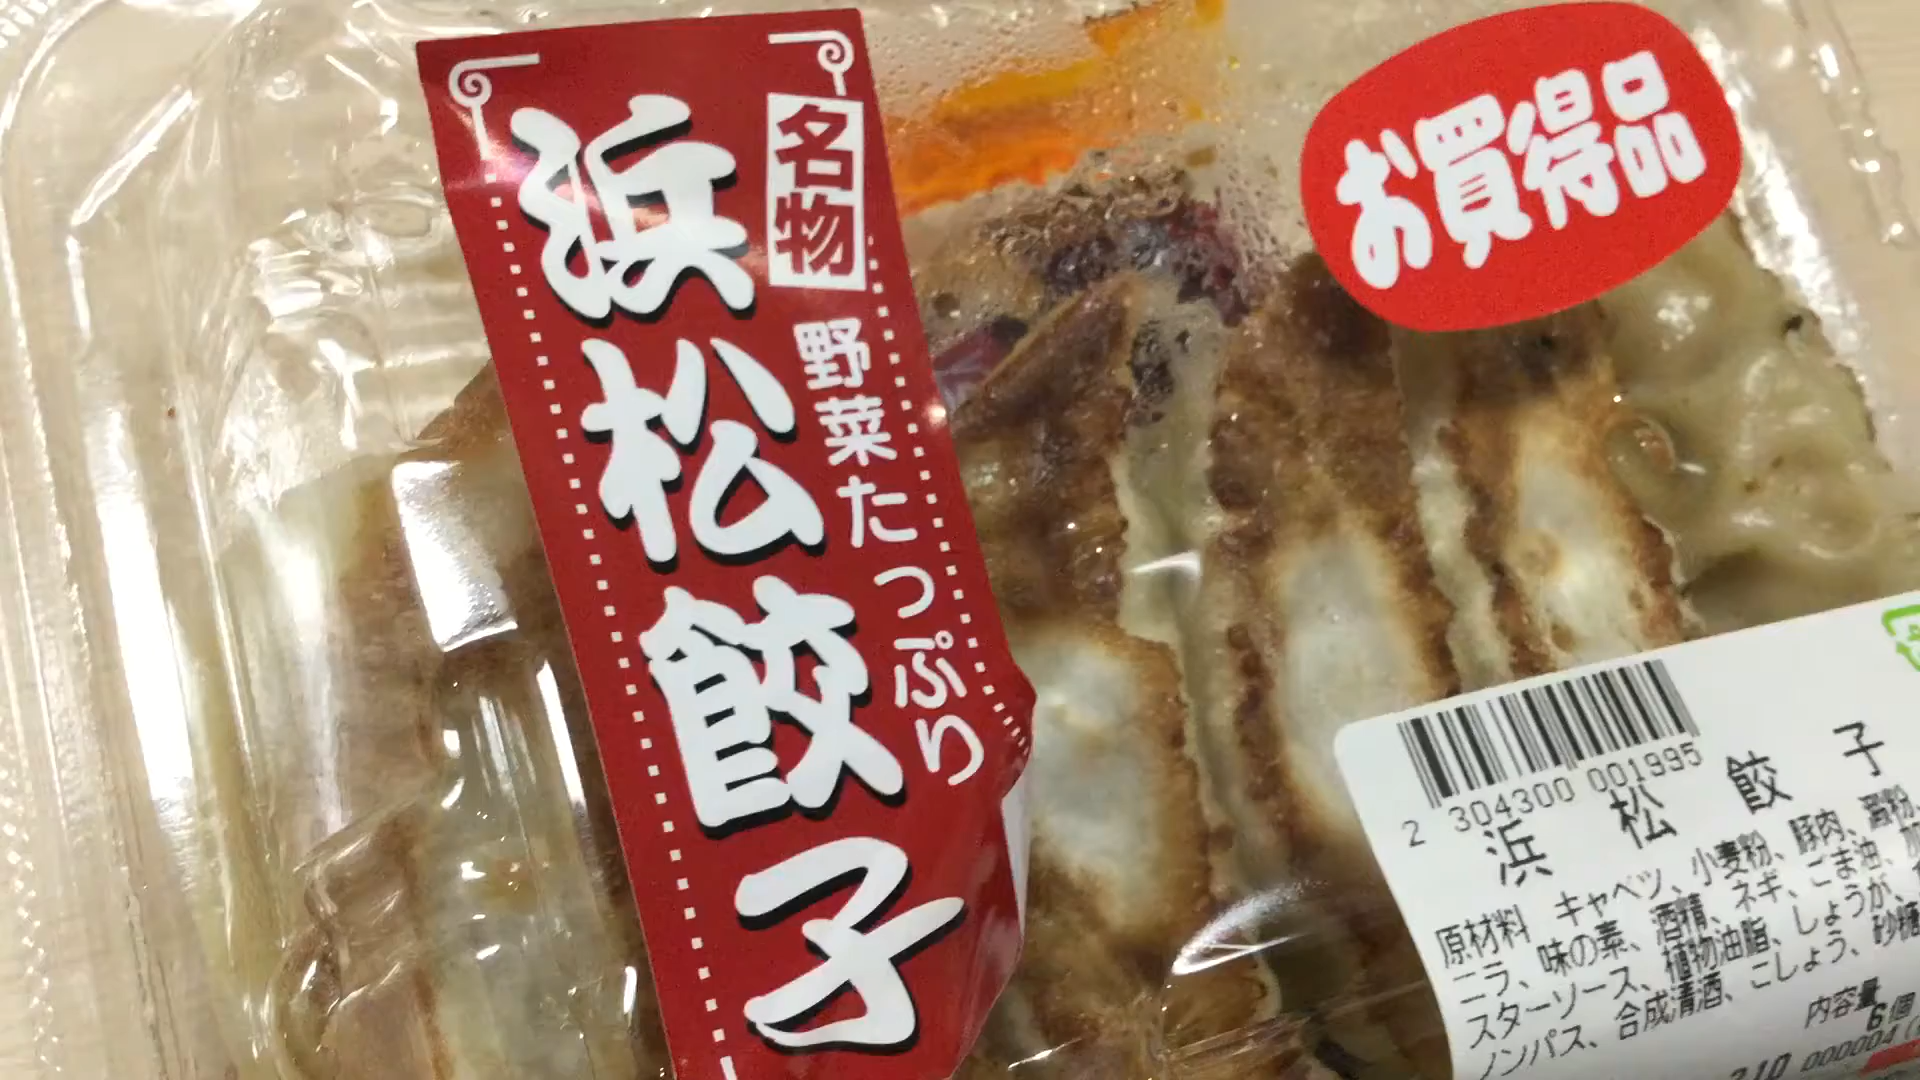 名物
浜松餃子
野菜たっぷり
お買得品
2 304300 001995
浜松餃子
原材料 キャベツ、小麦粉、豚肉、澱粉、
ニラ、味の素、酒精、ネギ、ごま油、
スターソース、植物油脂、しょうが、
ノンパス、合成清酒、こしょう、砂糖
内容量
6個
310 000004